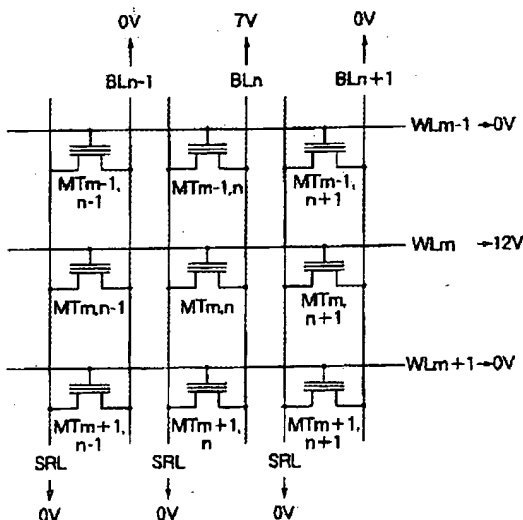 0V 7V 0V
BLn-1 BLn BLn+1
WLm-1 → 0V
MTm-1, MTm-1,n MTm-1,
n-1 n+1
WLm → 12V
MTm,n-1 MTm,n MTm,
n+1
WLm+1 → 0V
MTm+1, MTm+1, MTm+1,
n-1 n n+1
SRL SRL SRL
0V 0V 0V